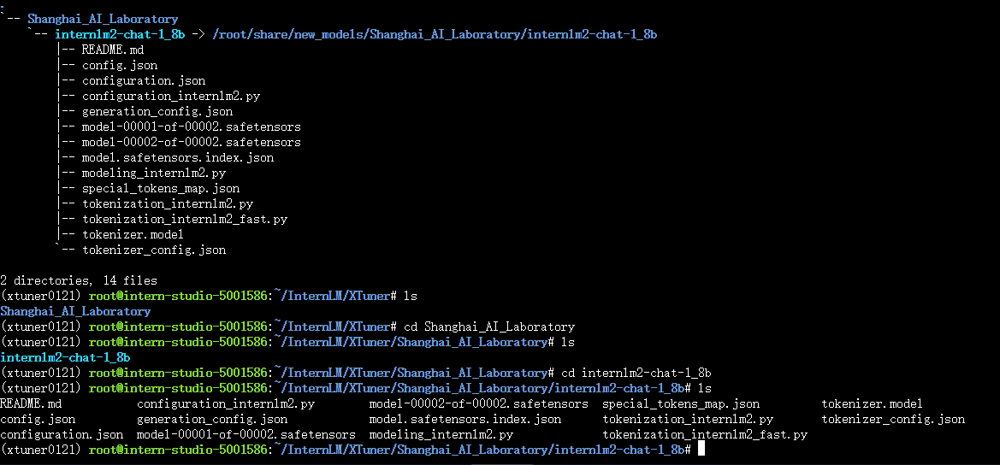 .
`-- Shanghai_AI_Laboratory
    `-- internlm2-chat-1_8b -> /root/share/new_models/Shanghai_AI_Laboratory/internlm2-chat-1_8b
        |-- README.md
        |-- config.json
        |-- configuration.json
        |-- configuration_internlm2.py
        |-- generation_config.json
        |-- model-00001-of-00002.safetensors
        |-- model-00002-of-00002.safetensors
        |-- model.safetensors.index.json
        |-- modeling_internlm2.py
        |-- special_tokens_map.json
        |-- tokenization_internlm2.py
        |-- tokenization_internlm2_fast.py
        |-- tokenizer.model
        `-- tokenizer_config.json
2 directories, 14 files
(xtuner0121) root@intern-studio-5001586:~/InternLM/XTuner# ls
Shanghai_AI_Laboratory
(xtuner0121) root@intern-studio-5001586:~/InternLM/XTuner# cd Shanghai_AI_Laboratory
(xtuner0121) root@intern-studio-5001586:~/InternLM/XTuner/Shanghai_AI_Laboratory# ls
internlm2-chat-1_8b
(xtuner0121) root@intern-studio-5001586:~/InternLM/XTuner/Shanghai_AI_Laboratory# cd internlm2-chat-1_8b
(xtuner0121) root@intern-studio-5001586:~/InternLM/XTuner/Shanghai_AI_Laboratory/internlm2-chat-1_8b# ls
README.md           configuration_internlm2.py        model-00002-of-00002.safetensors  special_tokens_map.json         tokenizer.model
config.json         generation_config.json            model.safetensors.index.json      tokenization_internlm2.py       tokenizer_config.json
configuration.json  model-00001-of-00002.safetensors  modeling_internlm2.py             tokenization_internlm2_fast.py
(xtuner0121) root@intern-studio-5001586:~/InternLM/XTuner/Shanghai_AI_Laboratory/internlm2-chat-1_8b#